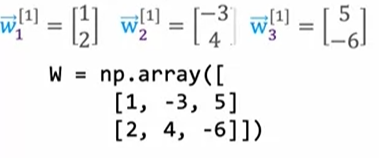 w⃗₁^[1] = [1 2] w⃗₂^[1] = [-3 4] w⃗₃^[1] = [5 -6]
W = np.array([
[1, -3, 5]
[2, 4, -6]])